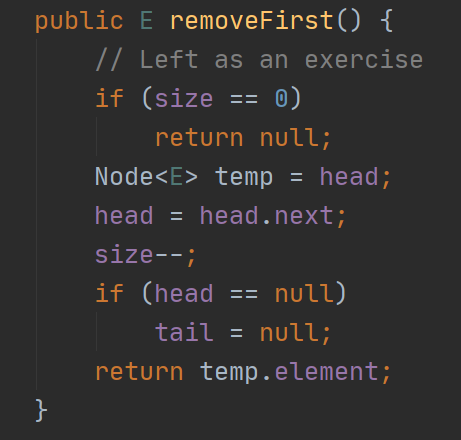 public E removeFirst() {
    // Left as an exercise
    if (size == 0)
        return null;
    Node<E> temp = head;
    head = head.next;
    size--;
    if (head == null)
        tail = null;
    return temp.element;
}